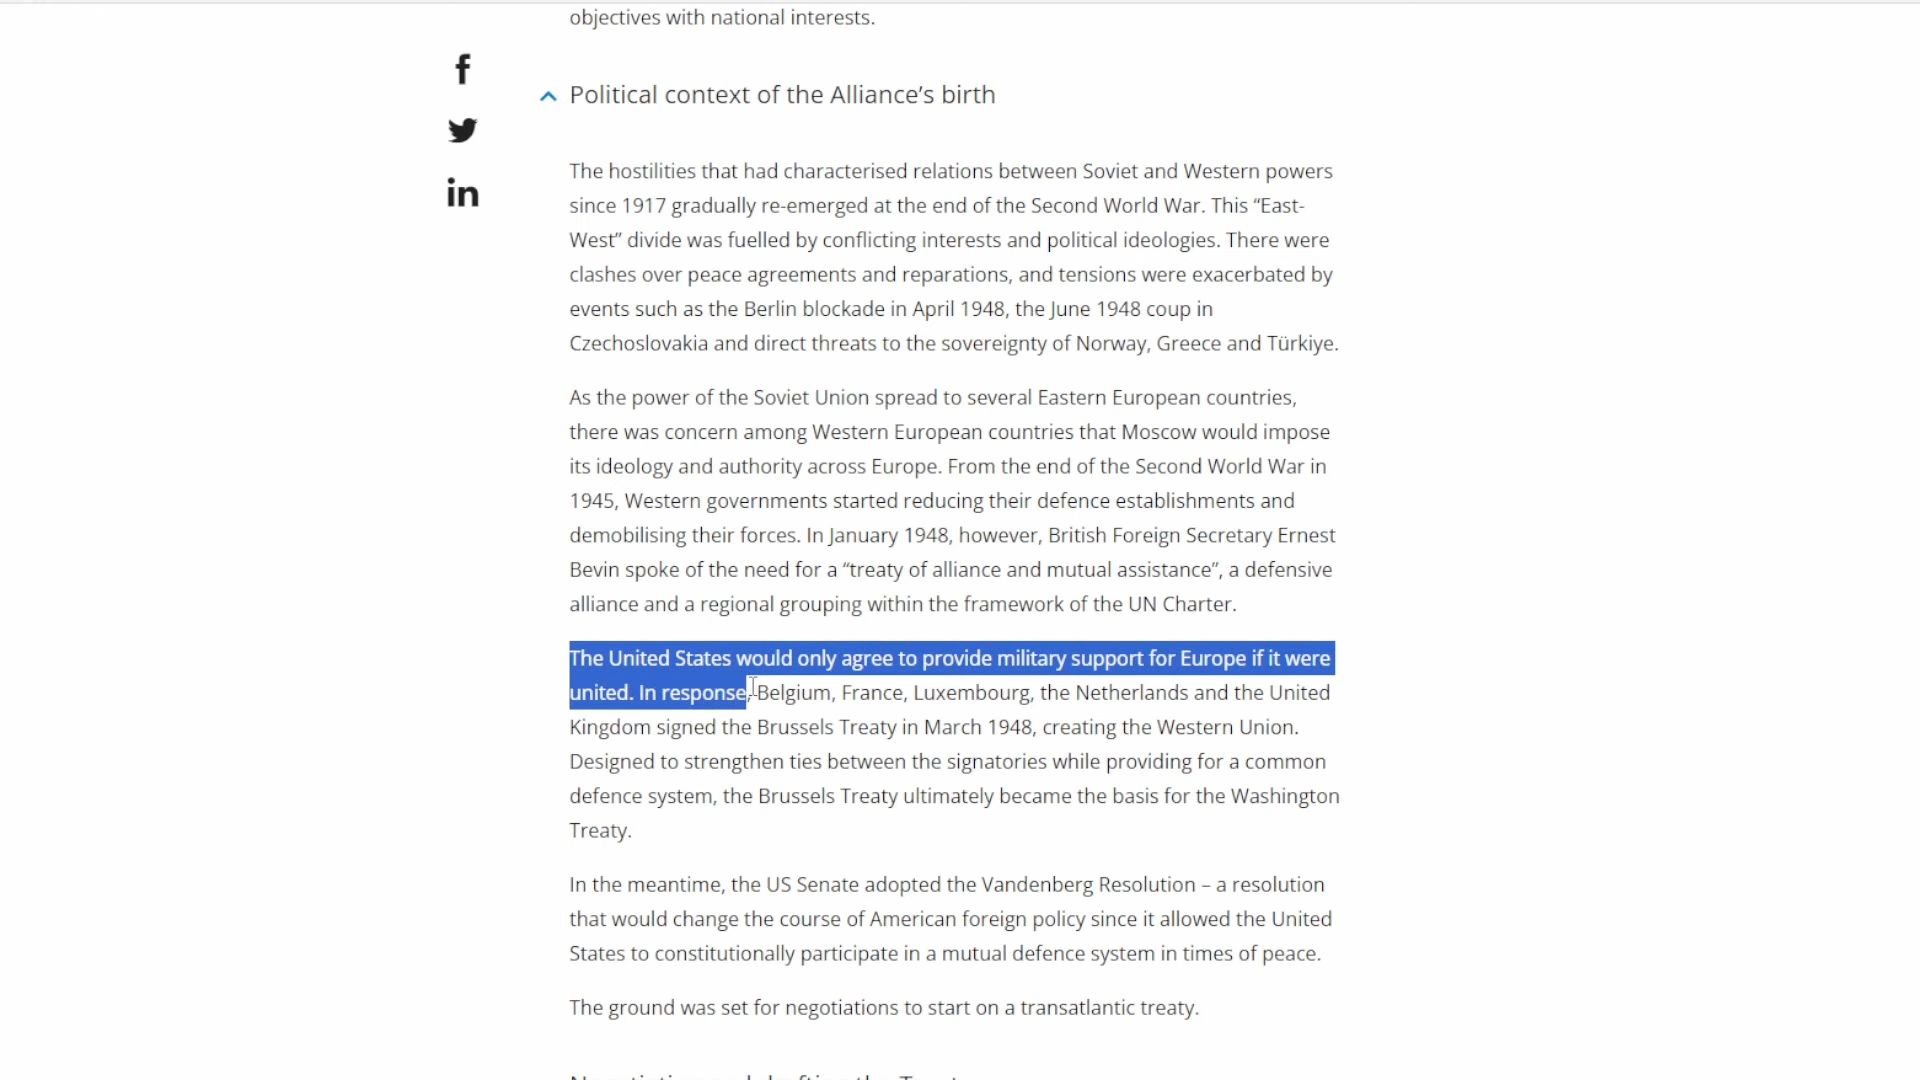 objectives with national interests.
Political context of the Alliance’s birth
The hostilities that had characterised relations between Soviet and Western powers
since 1917 gradually re-emerged at the end of the Second World War. This “East-
West” divide was fuelled by conflicting interests and political ideologies. There were
clashes over peace agreements and reparations, and tensions were exacerbated by
events such as the Berlin blockade in April 1948, the June 1948 coup in
Czechoslovakia and direct threats to the sovereignty of Norway, Greece and Türkiye.
As the power of the Soviet Union spread to several Eastern European countries,
there was concern among Western European countries that Moscow would impose
its ideology and authority across Europe. From the end of the Second World War in
1945, Western governments started reducing their defence establishments and
demobilising their forces. In January 1948, however, British Foreign Secretary Ernest
Bevin spoke of the need for a “treaty of alliance and mutual assistance”, a defensive
alliance and a regional grouping within the framework of the UN Charter.
The United States would only agree to provide military support for Europe if it were
united. In response, Belgium, France, Luxembourg, the Netherlands and the United
Kingdom signed the Brussels Treaty in March 1948, creating the Western Union.
Designed to strengthen ties between the signatories while providing for a common
defence system, the Brussels Treaty ultimately became the basis for the Washington
Treaty.
In the meantime, the US Senate adopted the Vandenberg Resolution – a resolution
that would change the course of American foreign policy since it allowed the United
States to constitutionally participate in a mutual defence system in times of peace.
The ground was set for negotiations to start on a transatlantic treaty.